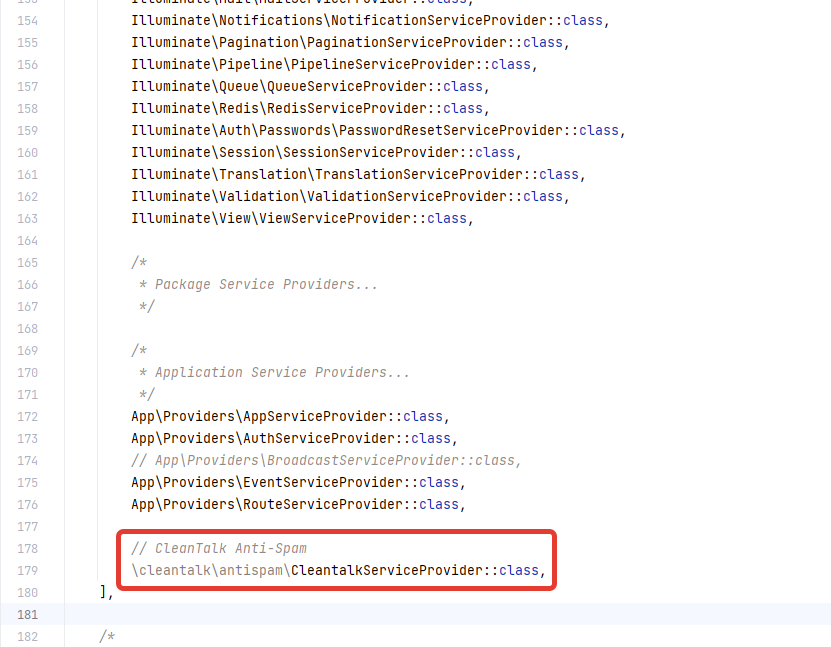 153 Illuminate\Mail\MailServiceProvider::class,
154 Illuminate\Notifications\NotificationServiceProvider::class,
155 Illuminate\Pagination\PaginationServiceProvider::class,
156 Illuminate\Pipeline\PipelineServiceProvider::class,
157 Illuminate\Queue\QueueServiceProvider::class,
158 Illuminate\Redis\RedisServiceProvider::class,
159 Illuminate\Auth\Passwords\PasswordResetServiceProvider::class,
160 Illuminate\Session\SessionServiceProvider::class,
161 Illuminate\Translation\TranslationServiceProvider::class,
162 Illuminate\Validation\ValidationServiceProvider::class,
163 Illuminate\View\ViewServiceProvider::class,
164
165 /*
166 * Package Service Providers...
167 */
168
169 /*
170 * Application Service Providers...
171 */
172 App\Providers\AppServiceProvider::class,
173 App\Providers\AuthServiceProvider::class,
174 // App\Providers\BroadcastServiceProvider::class,
175 App\Providers\EventServiceProvider::class,
176 App\Providers\RouteServiceProvider::class,
177
178 // CleanTalk Anti-Spam
179 \cleantalk\antispam\CleantalkServiceProvider::class,
180 ],
181
182 /*